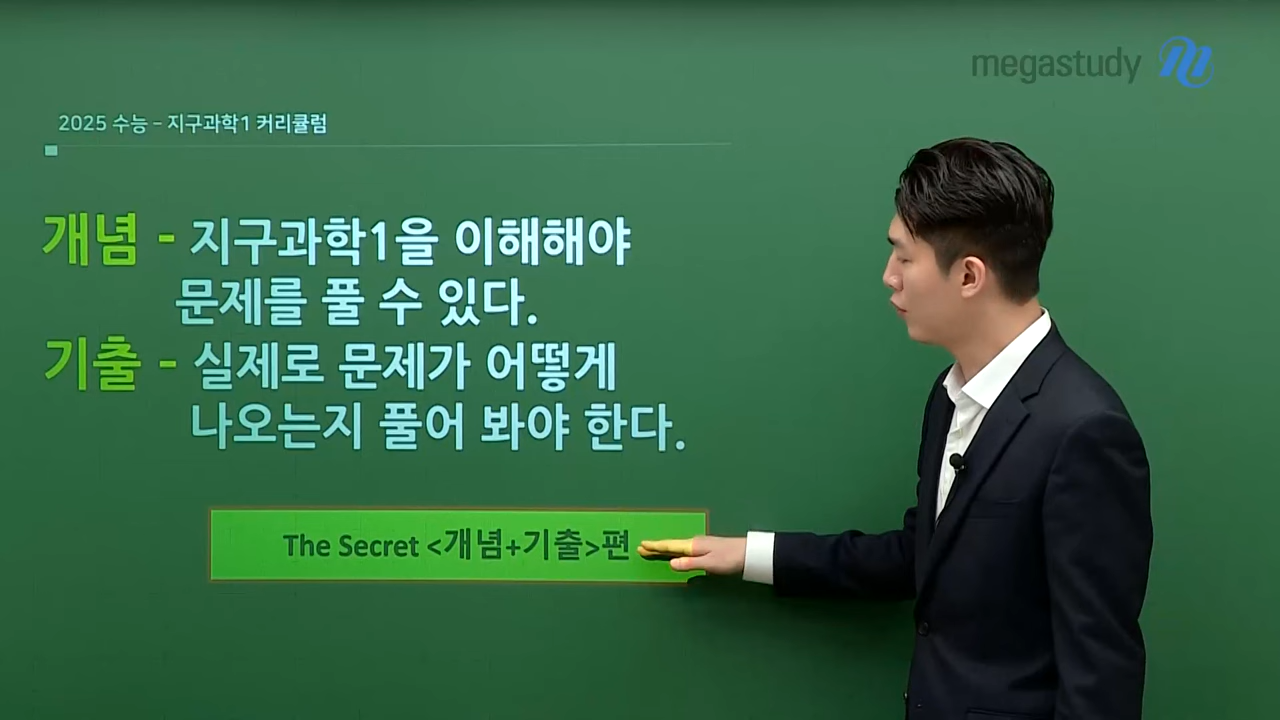 megastudy
2025 수능 - 지구과학1 커리큘럼
개념 - 지구과학1을 이해해야
문제를 풀 수 있다.
기출 - 실제로 문제가 어떻게
나오는지 풀어 봐야 한다.
The Secret <개념+기출>편